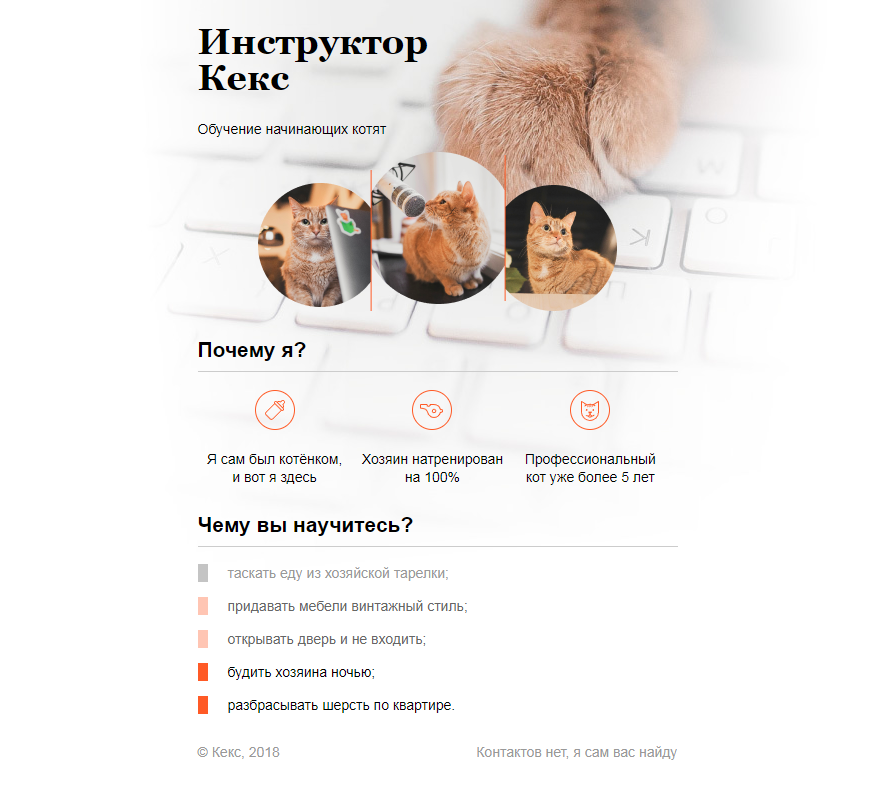 Инструктор
Кекс
Обучение начинающих котят
Почему я?
Я сам был котёнком,
и вот я здесь
Хозяин натренирован
на 100%
Профессиональный
кот уже более 5 лет
Чему вы научитесь?
таскать еду из хозяйской тарелки;
придавать мебели винтажный стиль;
открывать дверь и не входить;
будить хозяина ночью;
разбрасывать шерсть по квартире.
© Кекс, 2018
Контактов нет, я сам вас найду